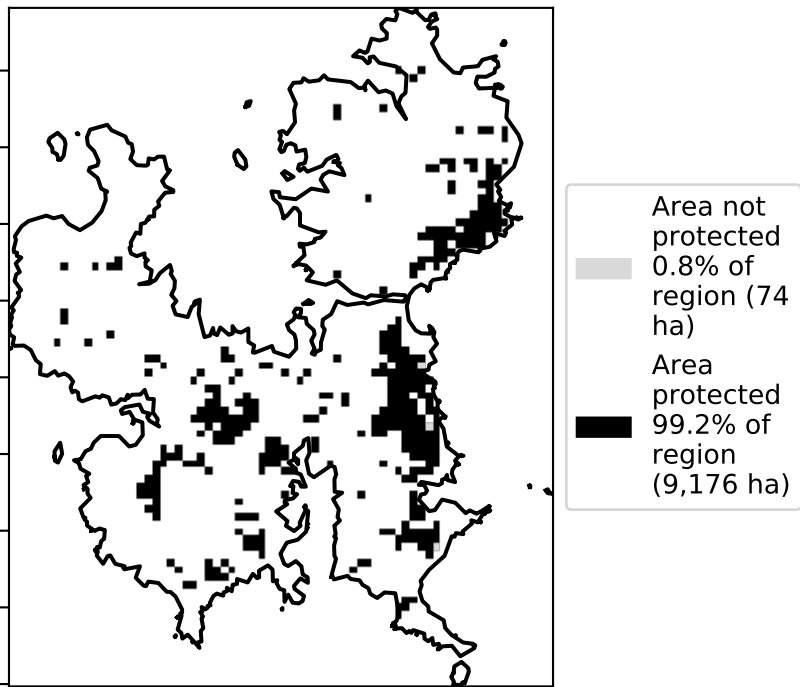 Area not
protected
0.8% of
region (74
ha)
Area
protected
99.2% of
region
(9,176 ha)